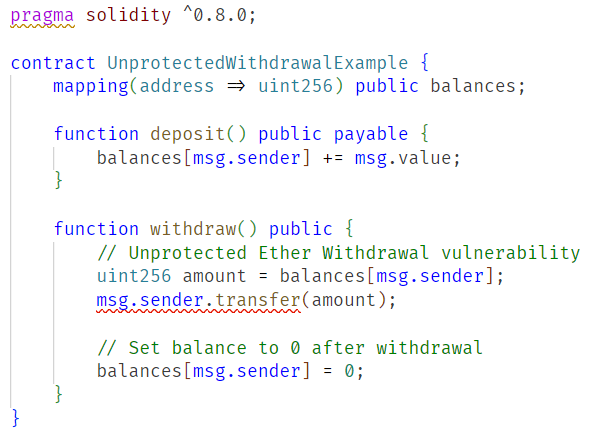 pragma solidity ^0.8.0;
contract UnprotectedWithdrawalExample {
mapping(address => uint256) public balances;
function deposit() public payable {
balances[msg.sender] += msg.value;
}
function withdraw() public {
// Unprotected Ether Withdrawal vulnerability
uint256 amount = balances[msg.sender];
msg.sender.transfer(amount);
// Set balance to 0 after withdrawal
balances[msg.sender] = 0;
}
}